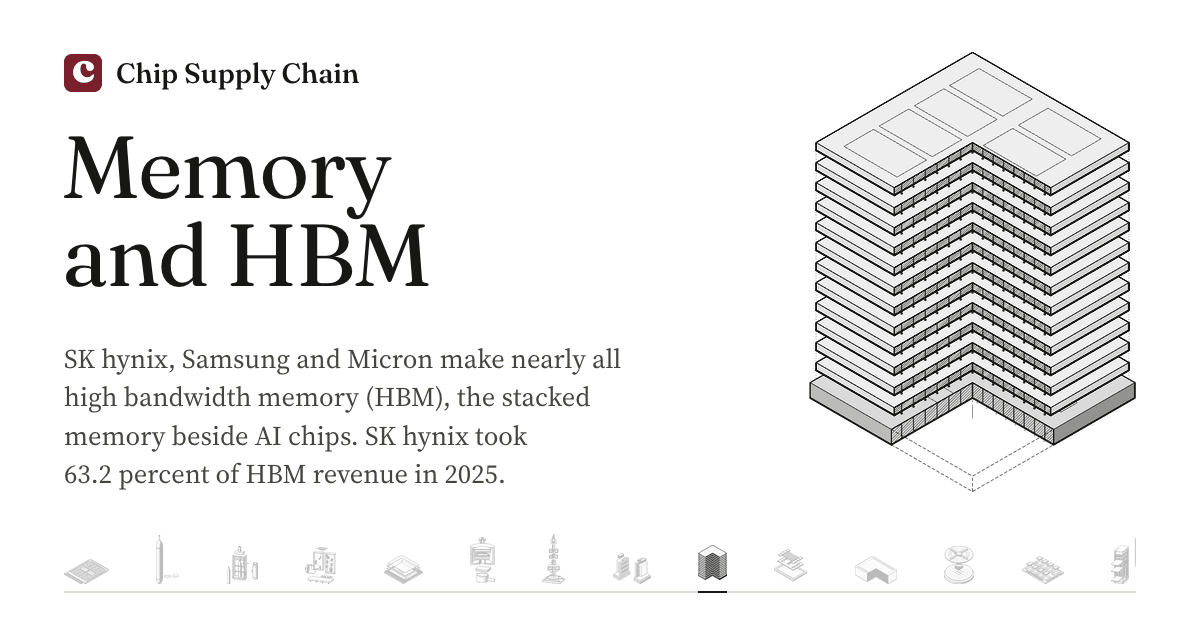 c Chip Supply Chain
Memory
and HBM
SK hynix, Samsung and Micron make nearly all
high bandwidth memory (HBM), the stacked
memory beside AI chips. SK hynix took
63.2 percent of HBM revenue in 2025.